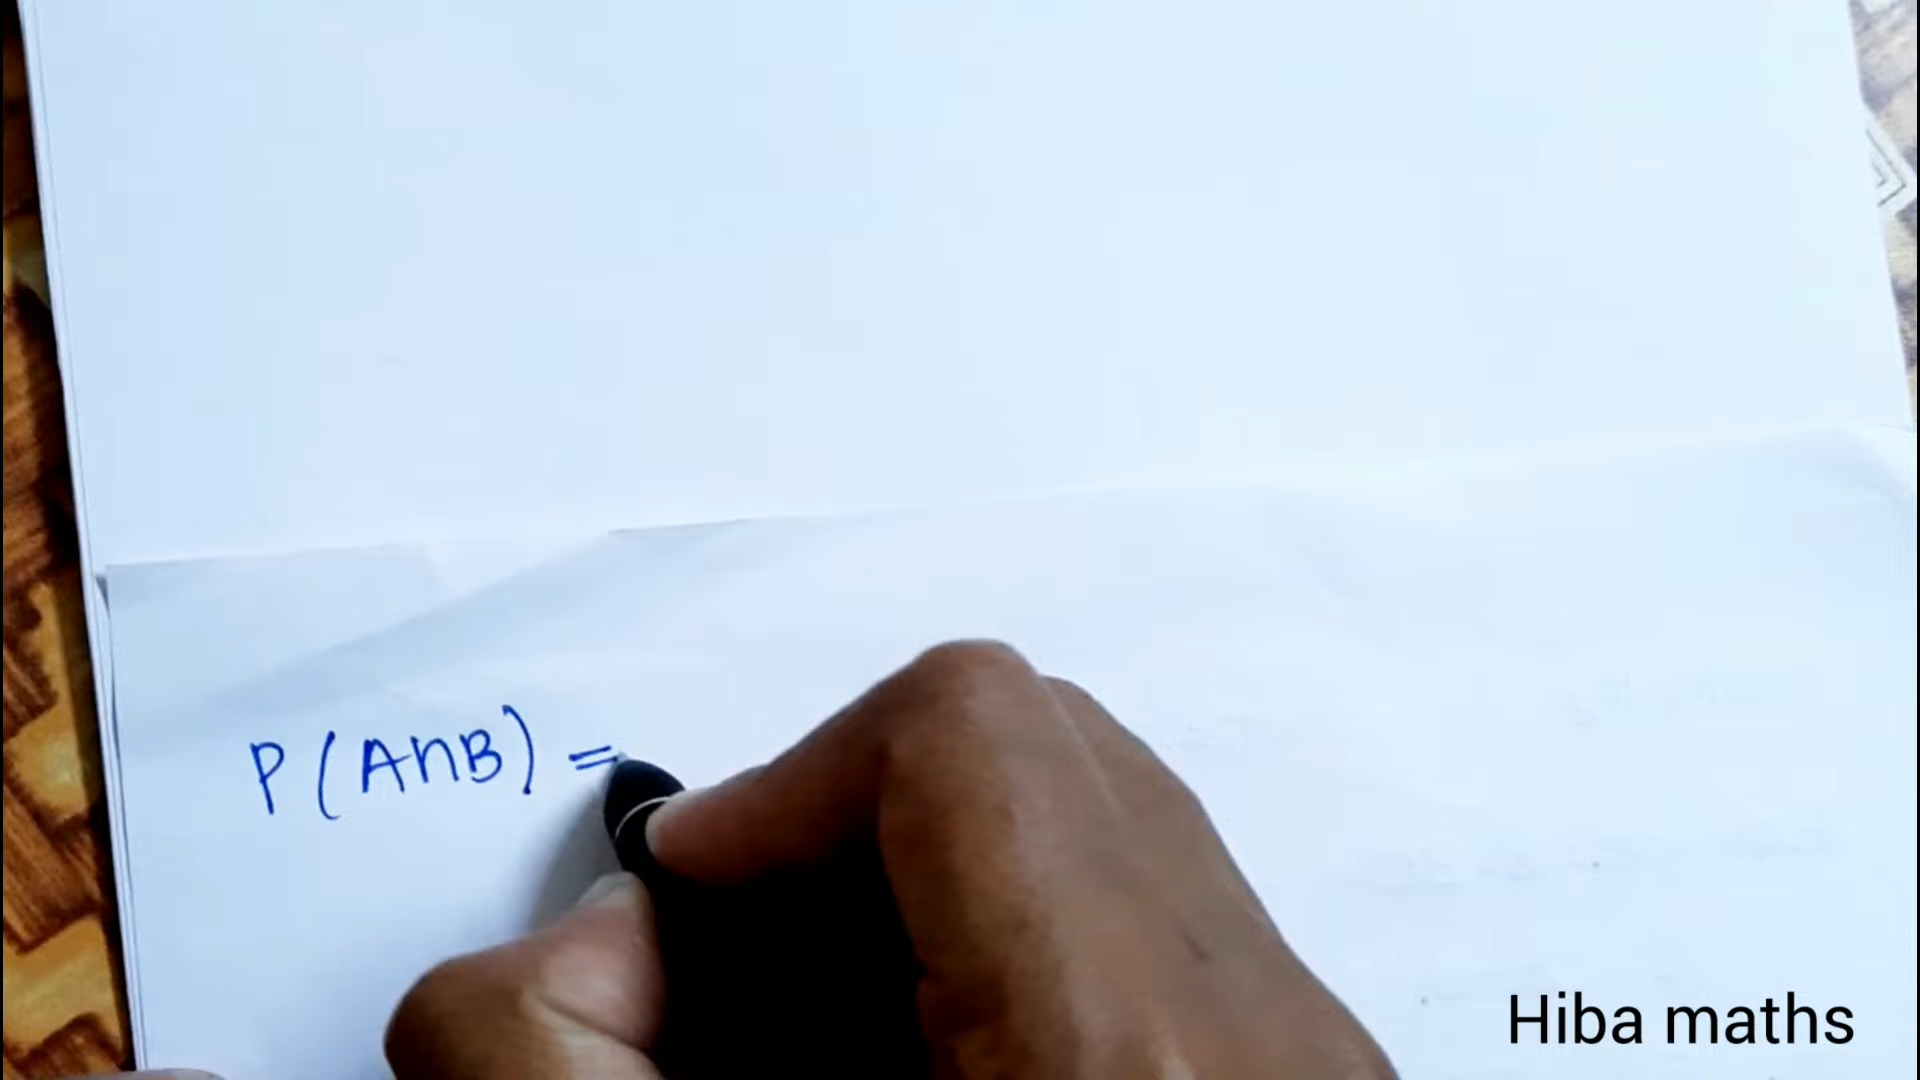 P(A∩B) =
Hiba maths